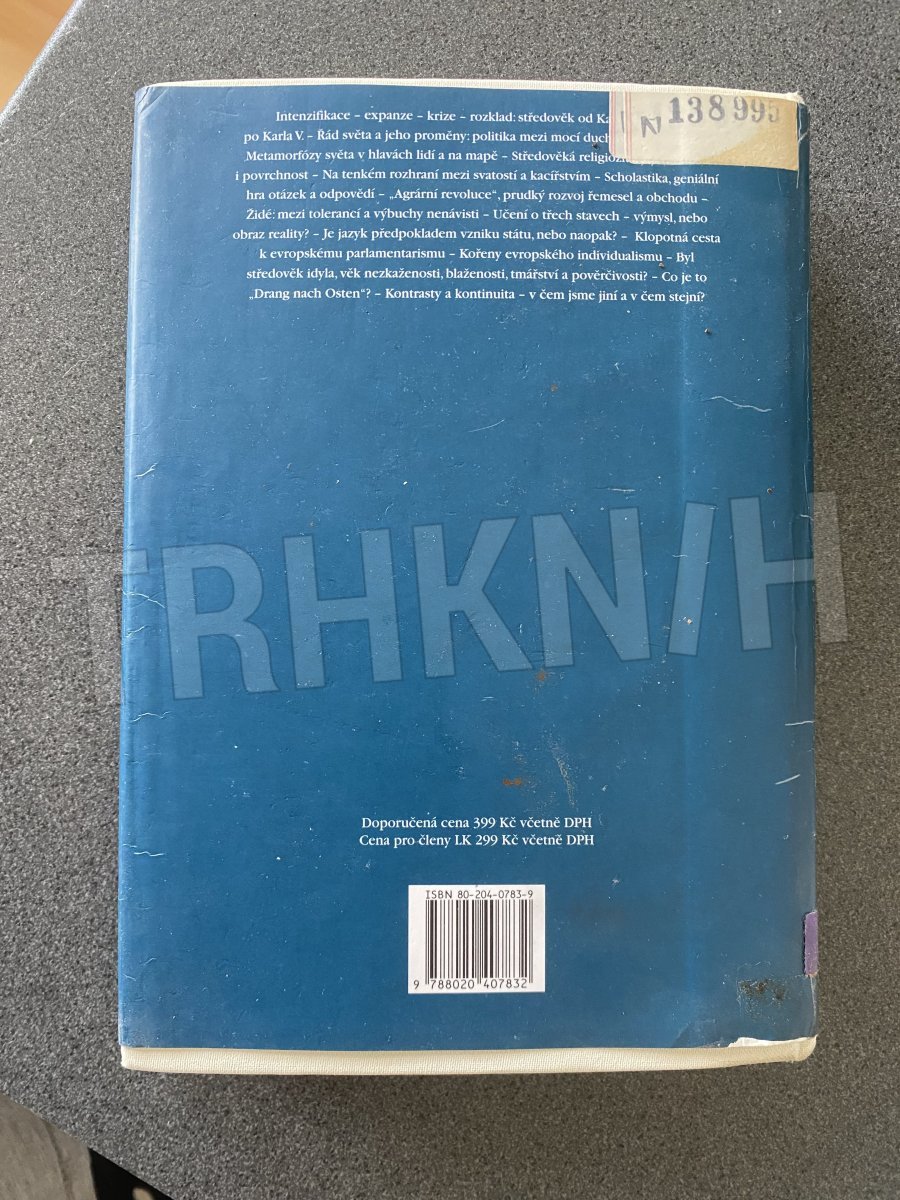 Intenzifikace – expanze – krize – rozklad: středověk od
N 138995
po Karla V. – Řád světa a jeho proměny: politika mezi mocí
Metamorfózy světa v hlavách lidí a na mapě – Středověká
i povrchnost – Na tenkém rozhraní mezi svatostí a kacířstvím – Scholastika, geniální
hra otázek a odpovědí – „Agrární revoluce“, prudký rozvoj řemesel a obchodu –
Židé: mezi tolerancí a výbuchy nenávisti – Učení o třech stavech – výmysl, nebo
obraz reality? – Je jazyk předpokladem vzniku státu, nebo naopak? – Klopotná cesta
k evropskému parlamentarismu – Kořeny evropského individualismu – Byl
středověk idyla, věk nezkaženosti, blaženosti, tmářství a pověrčivosti? – Co je to
„Drang nach Osten“? – Kontrasty a kontinuita – v čem jsme jiní a v čem stejní?
TRHKNIH
Doporučená cena 399 Kč včetně DPH
Cena pro členy LK 299 Kč včetně DPH
ISBN 80-204-0783-9
9 788020 407832